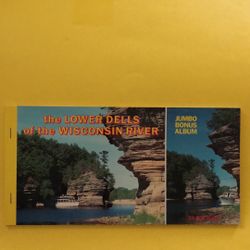 the LOWER DELLS
of the WISCONSIN RIVER
JUMBO
BONUS
ALBUM